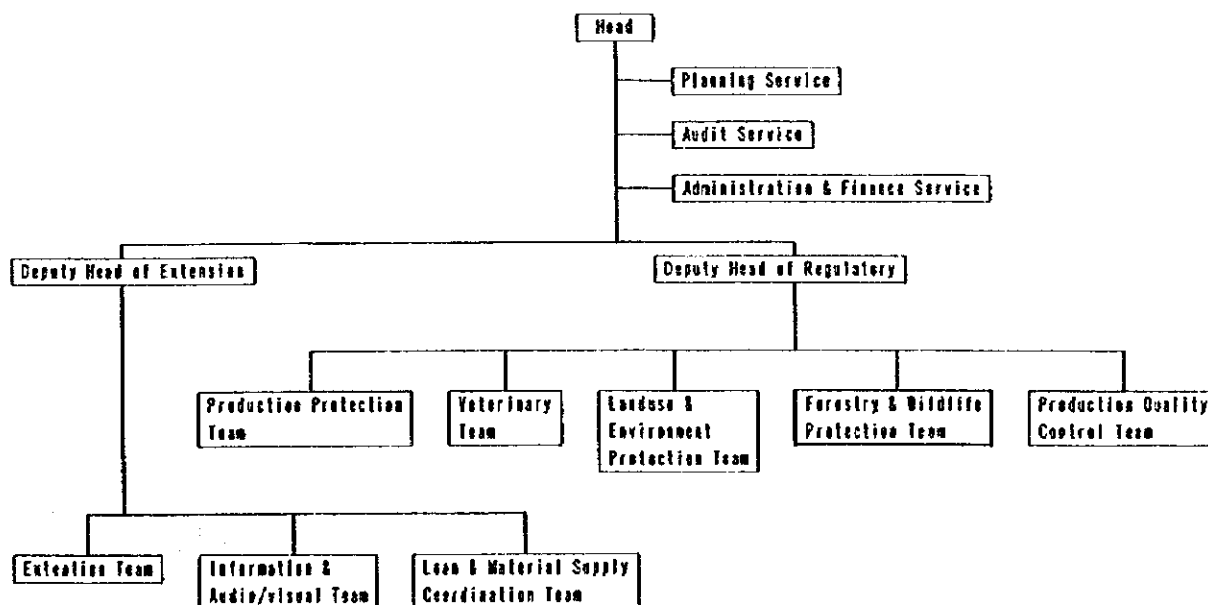 Head
Planning Service
Audit Service
Administration & Finance Service
Deputy Head of Extension
Deputy Head of Regulatory
Production Protection
Team
Veterinary
Team
Landuse &
Environment
Protection Team
Forestry & Wildlife
Protection Team
Production Quality
Control Team
Extension Team
Information &
Audio/visual Team
Loan & Material Supply
Coordination Team